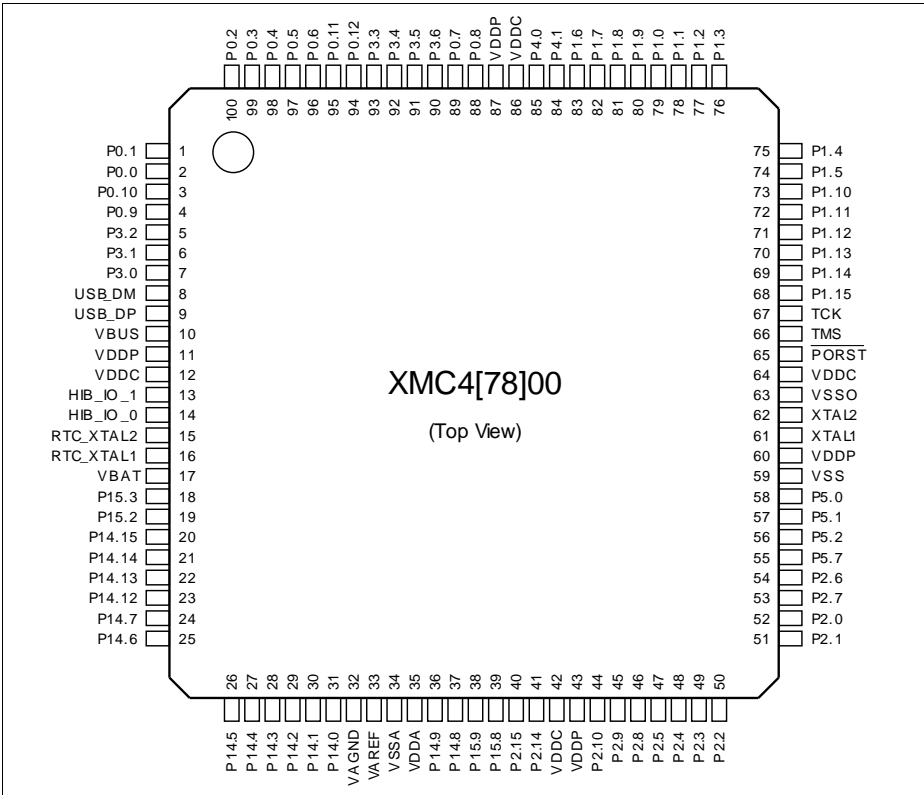 P0.2 P0.3 P0.4 P0.5 P0.6 P0.11 P0.12 P3.3 P3.4 P3.5 P3.6 P0.7 P0.8 VDDP VDDC P4.0 P4.1 P1.6 P1.7 P1.8 P1.9 P1.0 P1.1 P1.2 P1.3
100 99 98 97 96 95 94 93 92 91 90 89 88 87 86 85 84 83 82 81 80 79 78 77 76
P0.1 1 75 P1.4
P0.0 2 74 P1.5
P0.10 3 73 P1.10
P0.9 4 72 P1.11
P3.2 5 71 P1.12
P3.1 6 70 P1.13
P3.0 7 69 P1.14
USB_DM 8 68 P1.15
USB_DP 9 67 TCK
VBUS 10 66 TMS
VDDP 11 65 PORST
VDDC 12 64 VDDC
HIB_IO_1 13 63 VSSO
HIB_IO_0 14 62 XTAL2
RTC_XTAL2 15 61 XTAL1
RTC_XTAL1 16 60 VDDP
VBAT 17 59 VSS
P15.3 18 58 P5.0
P15.2 19 57 P5.1
P14.15 20 56 P5.2
P14.14 21 55 P5.7
P14.13 22 54 P2.6
P14.12 23 53 P2.7
P14.7 24 52 P2.0
P14.6 25 51 P2.1
XMC4[78]00
(Top View)
26 27 28 29 30 31 32 33 34 35 36 37 38 39 40 41 42 43 44 45 46 47 48 49 50
P14.5 P14.4 P14.3 P14.2 P14.1 P14.0 VAGND VAREF VSSA VDDA P14.9 P14.8 P15.9 P15.8 P2.15 P2.14 VDDC VDDP P2.10 P2.9 P2.8 P2.5 P2.4 P2.3 P2.2